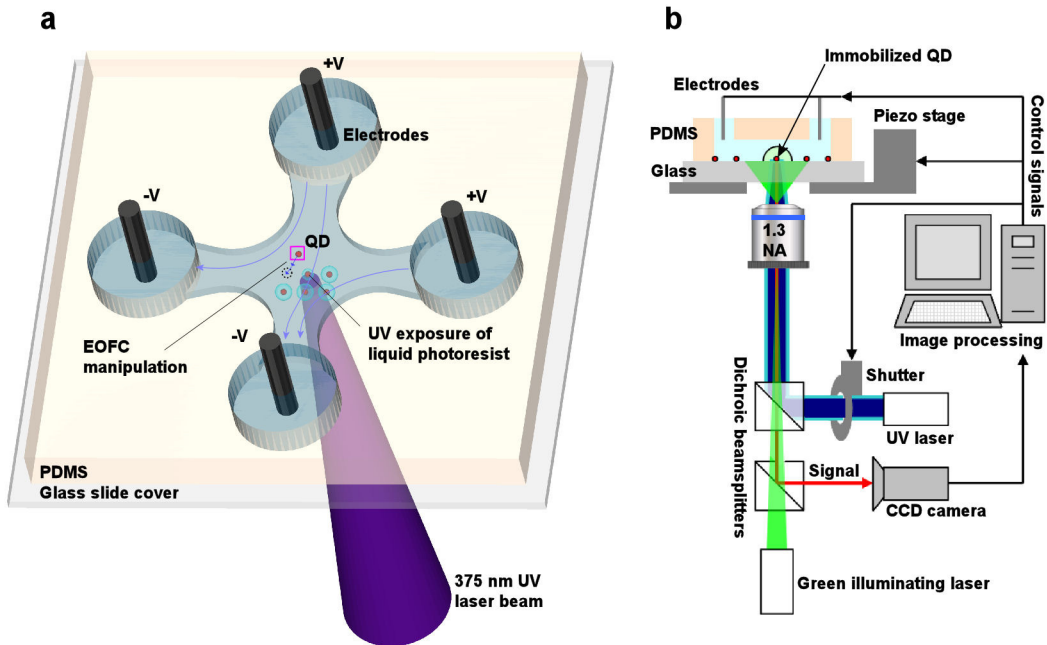 a
+V
Electrodes
-V
+V
QD
-V
EOFC
manipulation
UV exposure of
liquid photoresist
PDMS
Glass slide cover
375 nm UV
laser beam
b
Immobilized QD
Electrodes
Piezo stage
PDMS
Glass
Control signals
1.3
NA
Image processing
Shutter
UV laser
Dichroic beamsplitters
Signal
CCD camera
Green illuminating laser